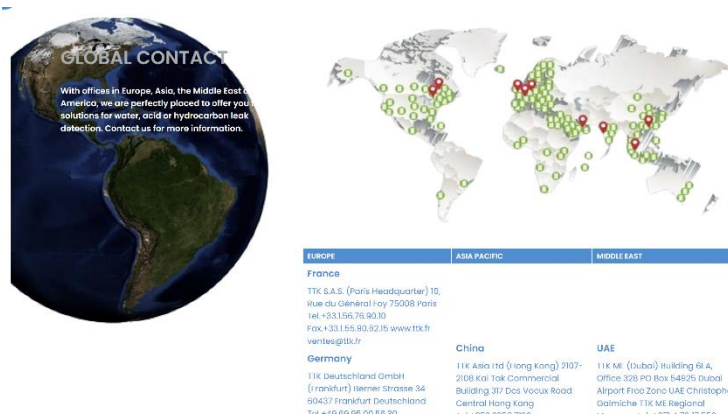 GLOBAL CONTACT
With offices in Europe, Asia, the Middle East
America, we are perfectly placed to offer you
solutions for water, acid or hydrocarbon leak
detection. Contact us for more information.
EUROPE
ASIA PACIFIC
MIDDLE EAST
France
TTK S.A.S. (Paris Headquarter) 19,
Rue du Général Foy 75008 Paris
Tel.+33.1.56.76.90.10
Fax.+33.1.55.90.62.15 www.ttk.fr
ventes@ttk.fr
Germany
TTK Deutschland GmbH
(Frankfurt) Berner Strasse 34
60437 Frankfurt Deutschland
China
TTK Asia Ltd (Hong Kong) 2107-
2108 Kai Tak Commercial
Building 317 Des Voeux Road
Central Hong Kong
UAE
TTK ME (Dubai) Building 6EA,
Office 328 PO Box 54925 Dubai
Airport Free Zone UAE
Galmiche TTK ME Regional